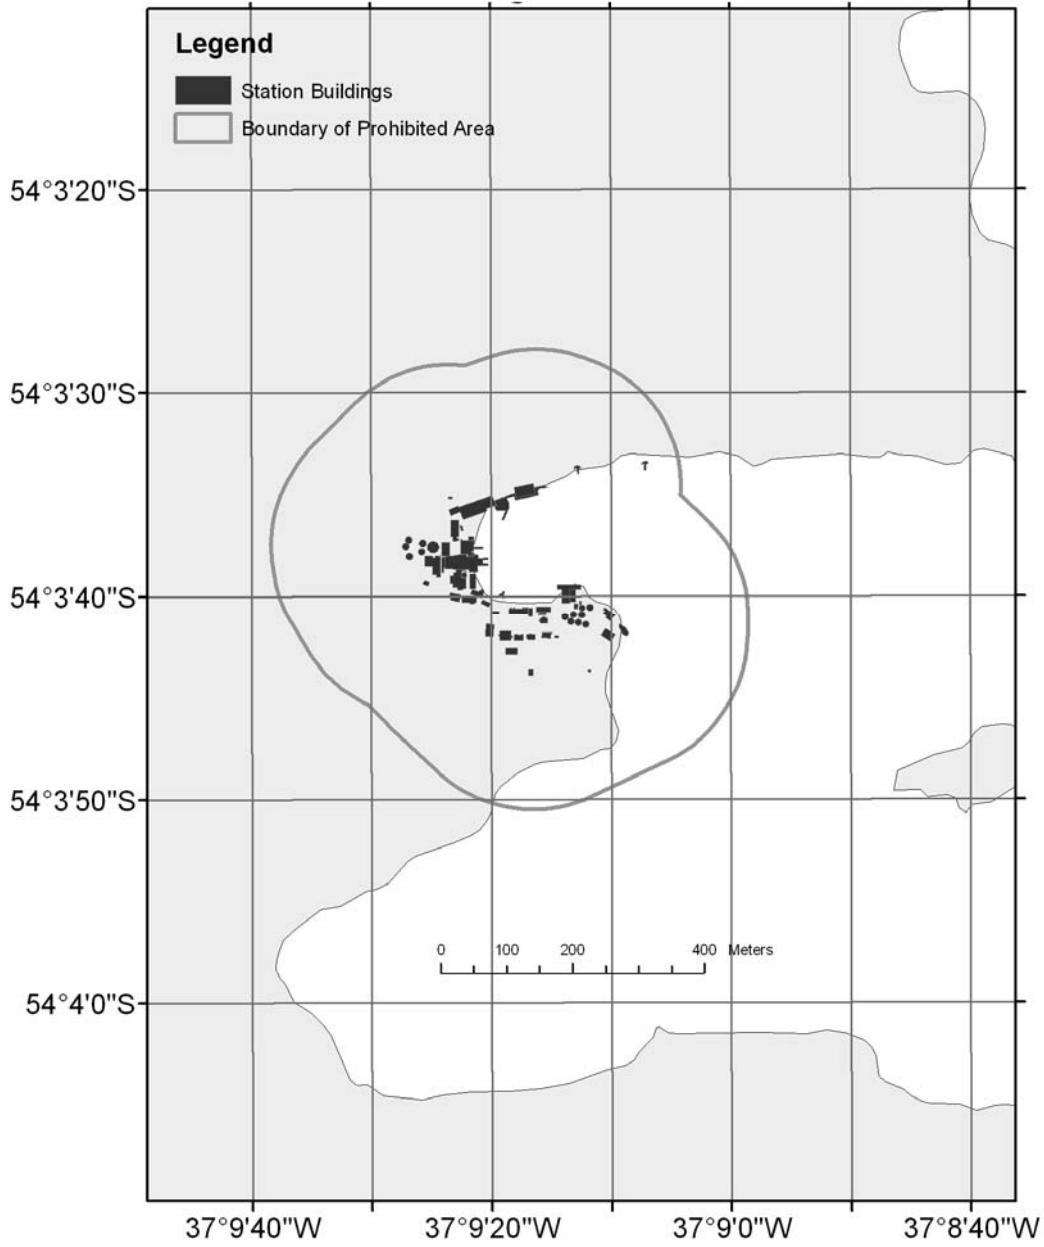 Legend
Station Buildings
Boundary of Prohibited Area
54°3'20"S
54°3'30"S
54°3'40"S
54°3'50"S
0 100 200 400 Meters
54°4'0"S
37°9'40"W 37°9'20"W 37°9'0"W 37°8'40"W